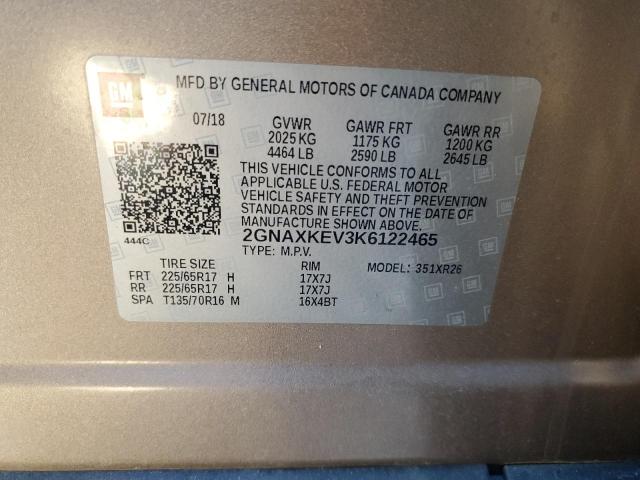 GM
MFD BY GENERAL MOTORS OF CANADA COMPANY
07/18 GVWR GAWR FRT GAWR RR
2025 KG 1175 KG 1200 KG
4464 LB 2590 LB 2645 LB
THIS VEHICLE CONFORMS TO ALL
APPLICABLE U.S. FEDERAL MOTOR
VEHICLE SAFETY AND THEFT PREVENTION
STANDARDS IN EFFECT ON THE DATE OF
MANUFACTURE SHOWN ABOVE.
444C 2GNAXKEV3K6122465
TYPE: M.P.V.
TIRE SIZE RIM MODEL: 351XR26
FRT 225/65R17 H 17X7J
RR 225/65R17 H 17X7J
SPA T135/70R16 M 16X4BT